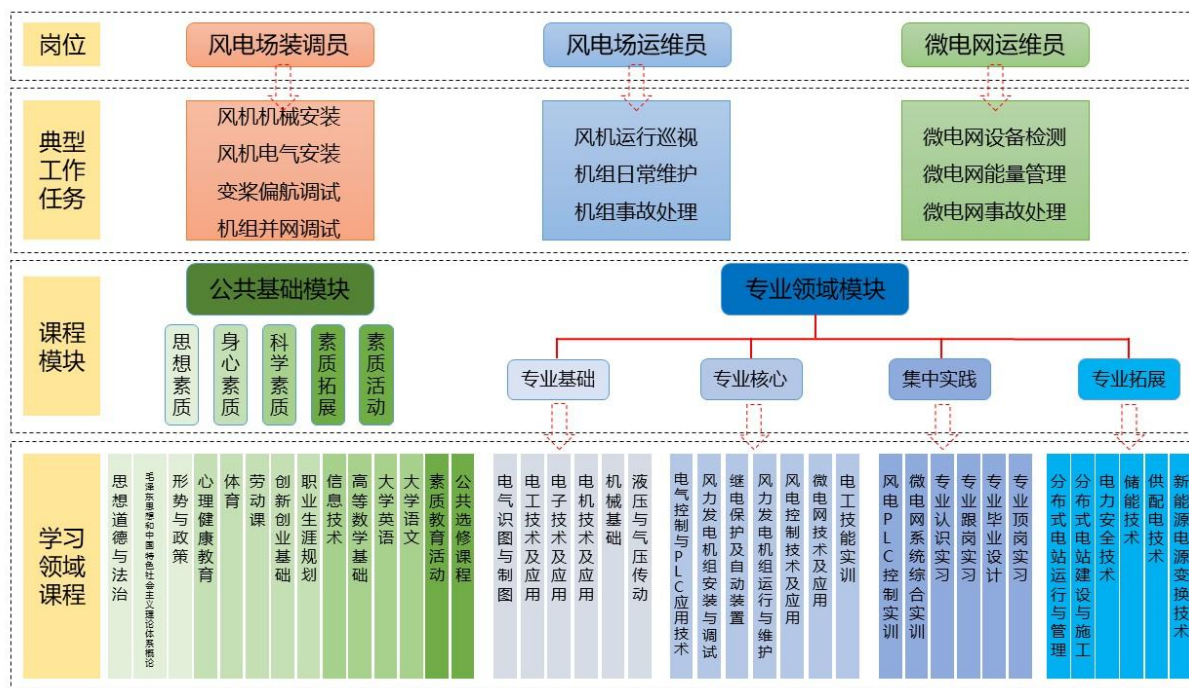 岗位
风电场装调员
风电场运维员
微电网运维员
典型
工作
任务
风机机械安装
风机电气安装
变桨偏航调试
机组并网调试
风机运行巡视
机组日常维护
机组事故处理
微电网设备检测
微电网能量管理
微电网事故处理
课程
模块
公共基础模块
专业领域模块
思想素质
身心素质
科学素质
素质拓展
素质活动
专业基础
专业核心
集中实践
专业拓展
学习
领域
课程
思想道德与法治
毛泽东思想和中国特色社会主义理论体系概论
形势与政策
心理健康教育
体育
劳动课
创新创业基础
职业生涯规划
信息技术
高等数学基础
大学英语
大学语文
素质教育活动
公共选修课程
电气识图与制图
电工技术及应用
电子技术及应用
电机技术及应用
机械基础
液压与气压传动
电气控制与PLC应用技术
风力发电机组安装与调试
继电保护及自动装置
风力发电机组运行与维护
风电控制技术及应用
微电网技术及应用
电工技能实训
风电PLC控制实训
微电网系统综合实训
专业认识实习
专业跟岗实习
专业毕业设计
专业顶岗实习
分布式电站运行与管理
分布式电站建设与施工
电力安全技术
储能技术
供配电技术
新能源电源变换技术